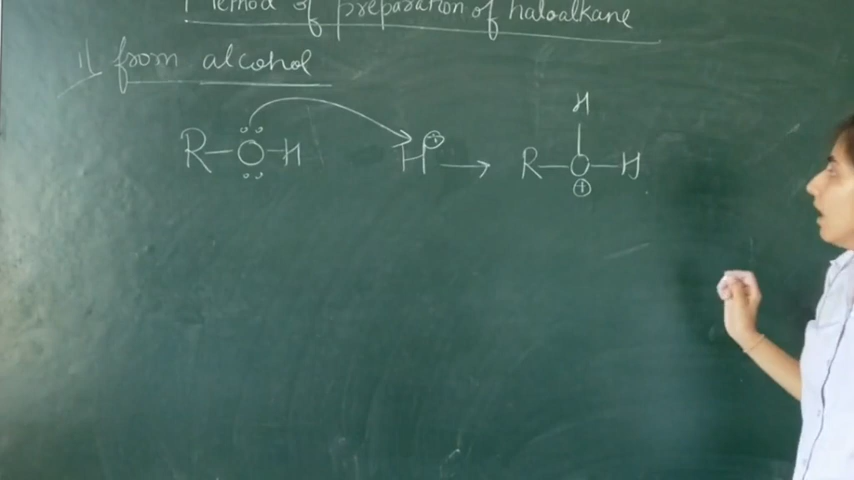 Method of preparation of haloalkane
1) from alcohol
H
R-Ö-H H⊕ → R-O-H
⊕